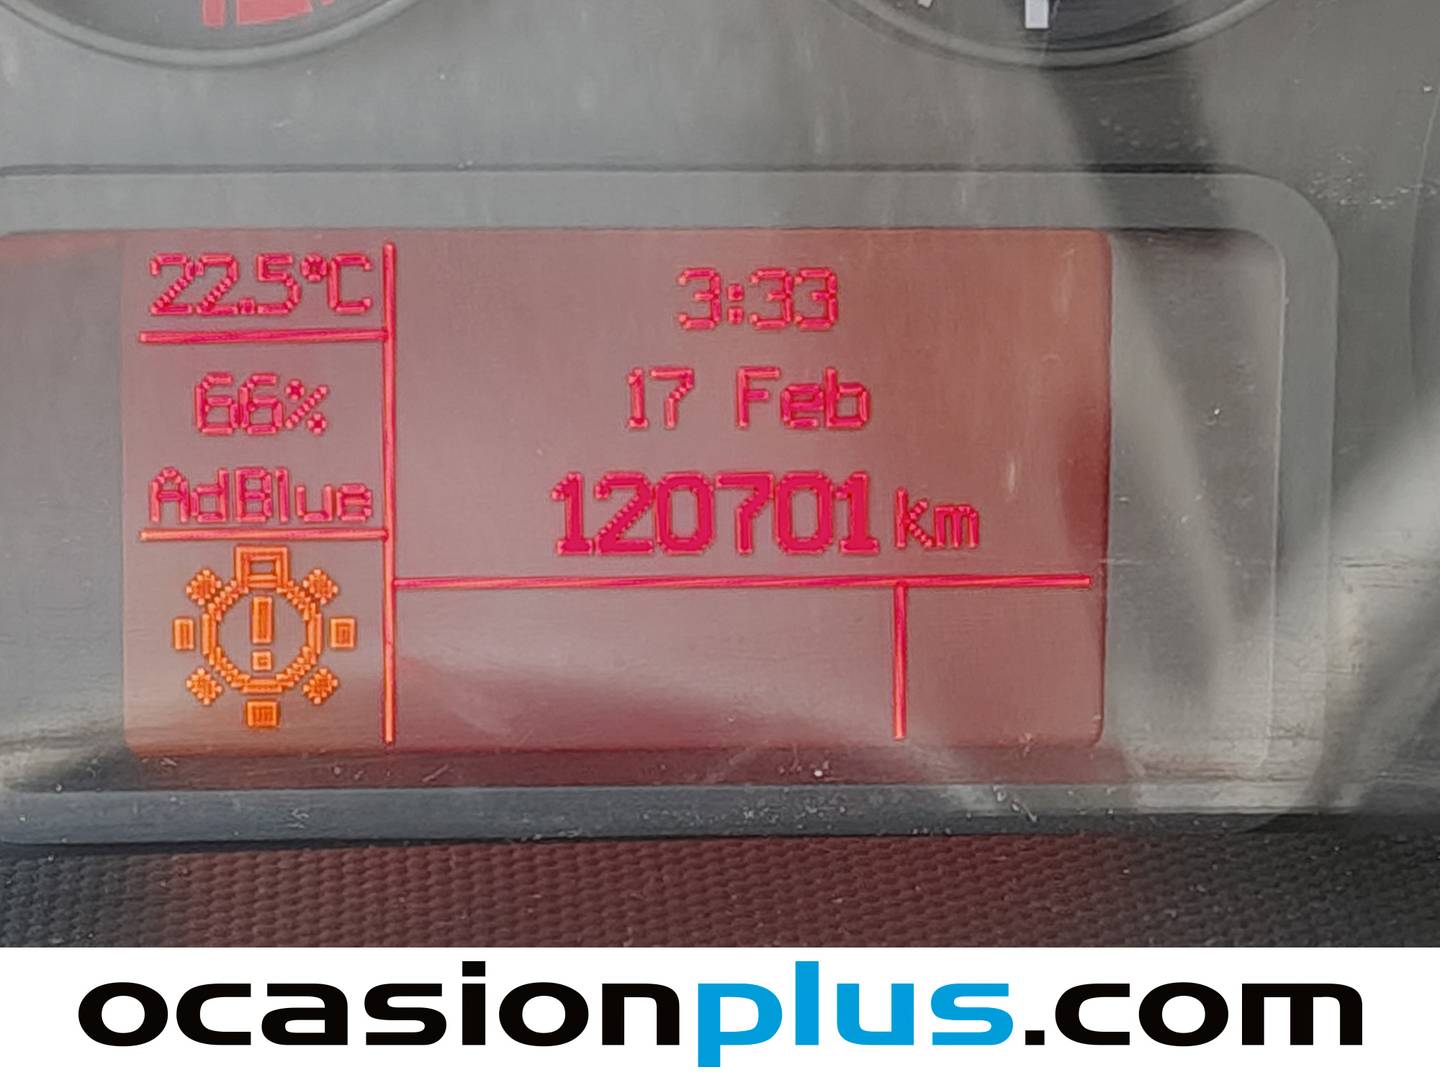 22.5°C
66%
AdBlue
3:33
17 Feb
120701 km
ocasionplus.com